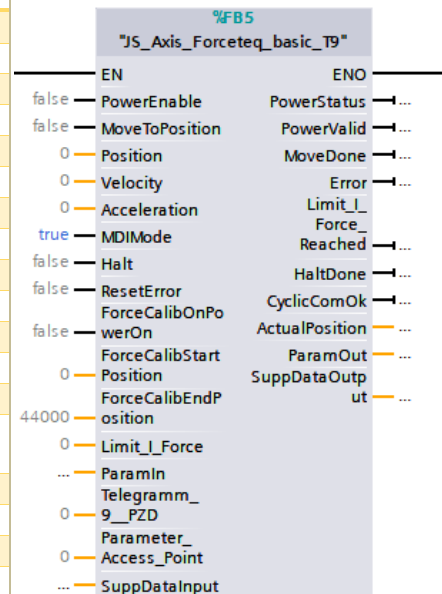 %FB5
"JS_Axis_Forceteq_basic_T9"
EN ENO
false PowerEnable PowerStatus ...
false MoveToPosition PowerValid ...
0 Position MoveDone ...
0 Velocity Error ...
0 Acceleration Limit_I_
Force_
true MDIMode Reached ...
false Halt HaltDone ...
false ResetError CyclicComOk ...
ForceCalibOnPo
false werOn ActualPosition ...
ForceCalibStart ParamOut ...
0 Position SuppDataOutp
ForceCalibEndP ut ...
44000 osition
0 Limit_I_Force
... ParamIn
Telegramm_
0 9__PZD
Parameter_
0 Access_Point
... SuppDataInput